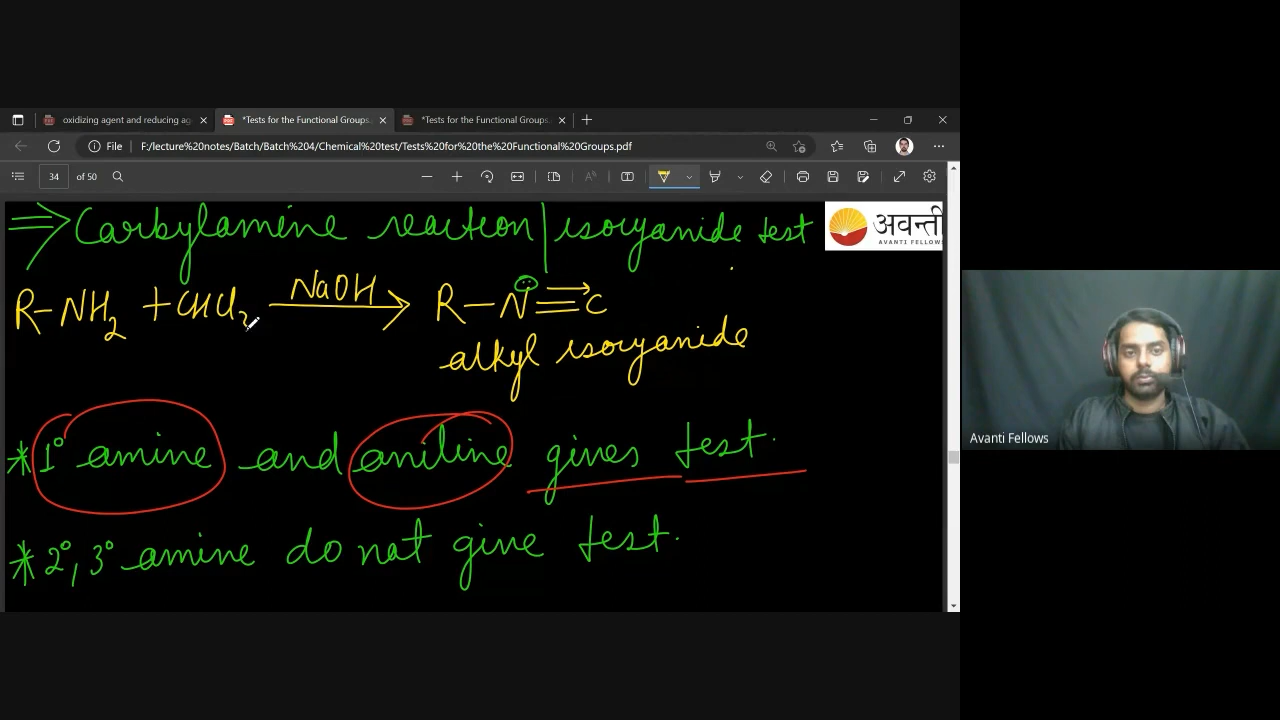 oxidizing agent and reducing ag
*Tests for the Functional Groups.
*Tests for the Functional Groups.
File F:/lecture%20notes/Batch/Batch%204/Chemical%20test/Tests%20for%20the%20Functional%20Groups.pdf
34 of 50
⇒ Carbylamine reaction | isocyanide test
अवन्ती
AVANTI FELLOWS
R-NH2 + CHCl3 NaOH → R-N≡C
alkyl isocyanide
*1° amine and aniline gives test.
*2°, 3° amine do not give test.
Avanti Fellows